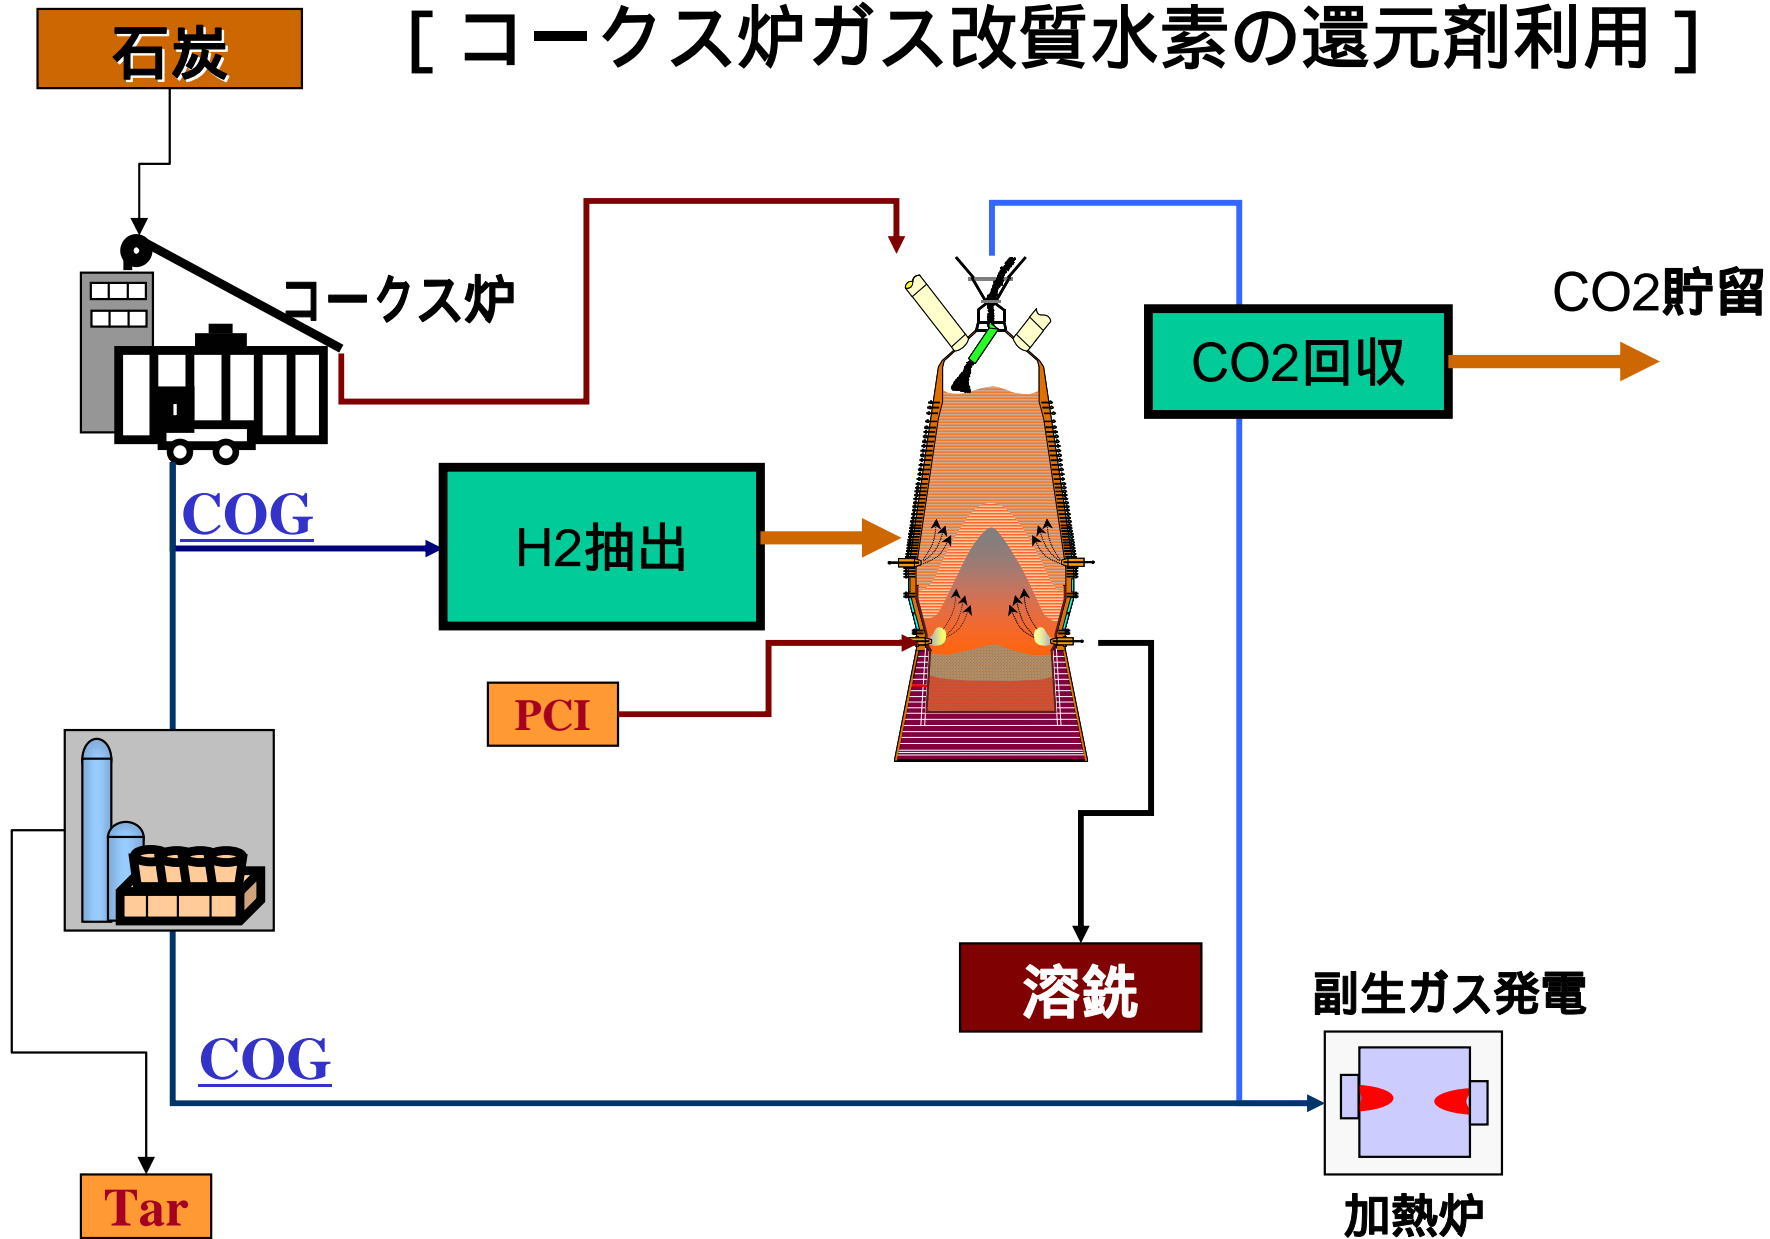 [ コークス炉ガス改質水素の還元剤利用 ]
石炭
コークス炉
CO2貯留
CO2回収
COG
H2抽出
PCI
溶銑
副生ガス発電
COG
Tar
加熱炉